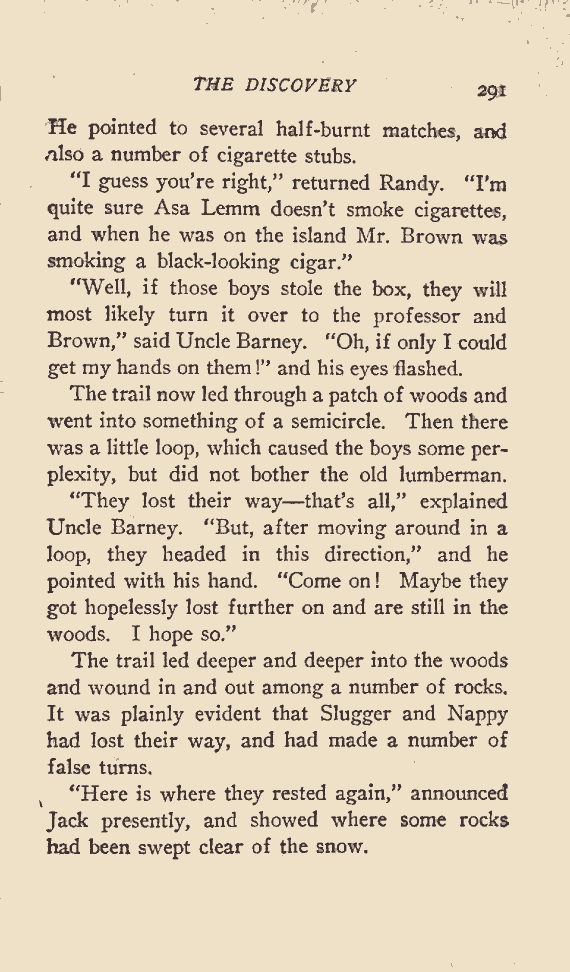 THE DISCOVERY 291
He pointed to several half-burnt matches, and
also a number of cigarette stubs.
“I guess you’re right,” returned Randy. “I’m
quite sure Asa Lemm doesn’t smoke cigarettes,
and when he was on the island Mr. Brown was
smoking a black-looking cigar.”
“Well, if those boys stole the box, they will
most likely turn it over to the professor and
Brown,” said Uncle Barney. “Oh, if only I could
get my hands on them!” and his eyes flashed.
The trail now led through a patch of woods and
went into something of a semicircle. Then there
was a little loop, which caused the boys some per-
plexity, but did not bother the old lumberman.
“They lost their way—that’s all,” explained
Uncle Barney. “But, after moving around in a
loop, they headed in this direction,” and he
pointed with his hand. “Come on! Maybe they
got hopelessly lost further on and are still in the
woods. I hope so.”
The trail led deeper and deeper into the woods
and wound in and out among a number of rocks.
It was plainly evident that Slugger and Nappy
had lost their way, and had made a number of
false turns.
“Here is where they rested again,” announced
Jack presently, and showed where some rocks
had been swept clear of the snow.